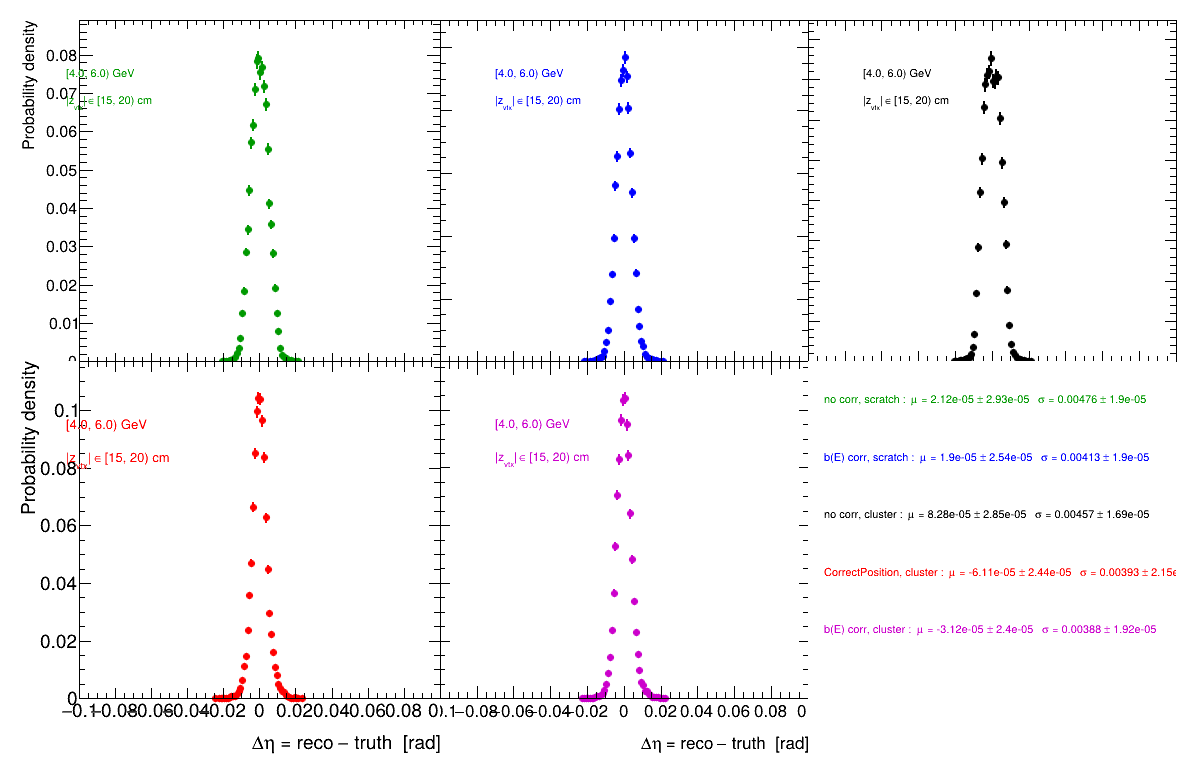 Probability density
0.08
0.07
0.06
0.05
0.04
0.03
0.02
0.01
0
[4.0, 6.0) GeV
|z_vtx| ∈ [15, 20) cm
[4.0, 6.0) GeV
|z_vtx| ∈ [15, 20) cm
[4.0, 6.0) GeV
|z_vtx| ∈ [15, 20) cm
Probability density
0.1
0.08
0.06
0.04
0.02
0
[4.0, 6.0) GeV
|z_vtx| ∈ [15, 20) cm
−0.1 −0.08 −0.06 −0.04 −0.02 0 0.02 0.04 0.06 0.08 0.1
Δη = reco − truth [rad]
[4.0, 6.0) GeV
|z_vtx| ∈ [15, 20) cm
−0.08 −0.06 −0.04 −0.02 0 0.02 0.04 0.06 0.08 0
Δη = reco − truth [rad]
no corr, scratch : μ = 2.12e-05 ± 2.93e-05 σ = 0.00476 ± 1.9e-05
b(E) corr, scratch : μ = 1.9e-05 ± 2.54e-05 σ = 0.00413 ± 1.9e-05
no corr, cluster : μ = 8.28e-05 ± 2.85e-05 σ = 0.00457 ± 1.69e-05
CorrectPosition, cluster : μ = -6.11e-05 ± 2.44e-05 σ = 0.00393 ± 2.15e
b(E) corr, cluster : μ = -3.12e-05 ± 2.4e-05 σ = 0.00388 ± 1.92e-05